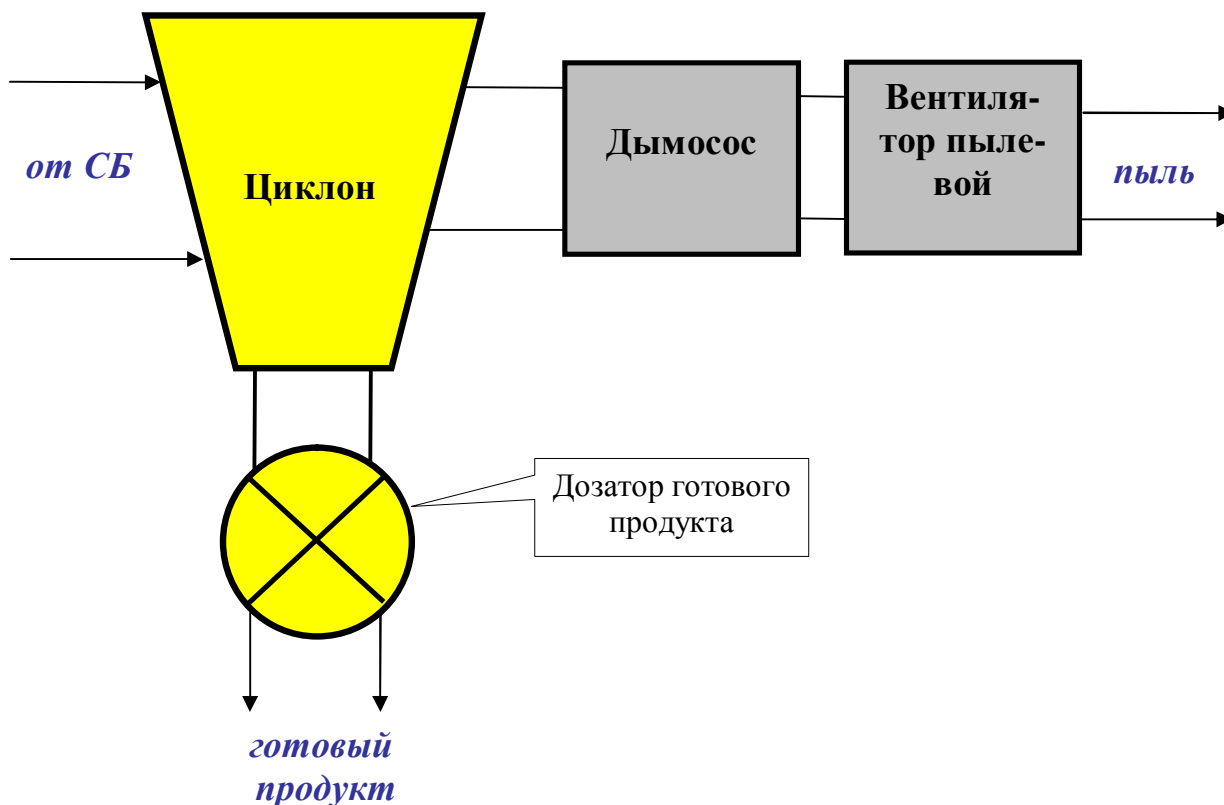 от СБ
Циклон
Дымосос
Вентиля-
тор пыле-
вой
пыль
Дозатор готового
продукта
готовый
продукт